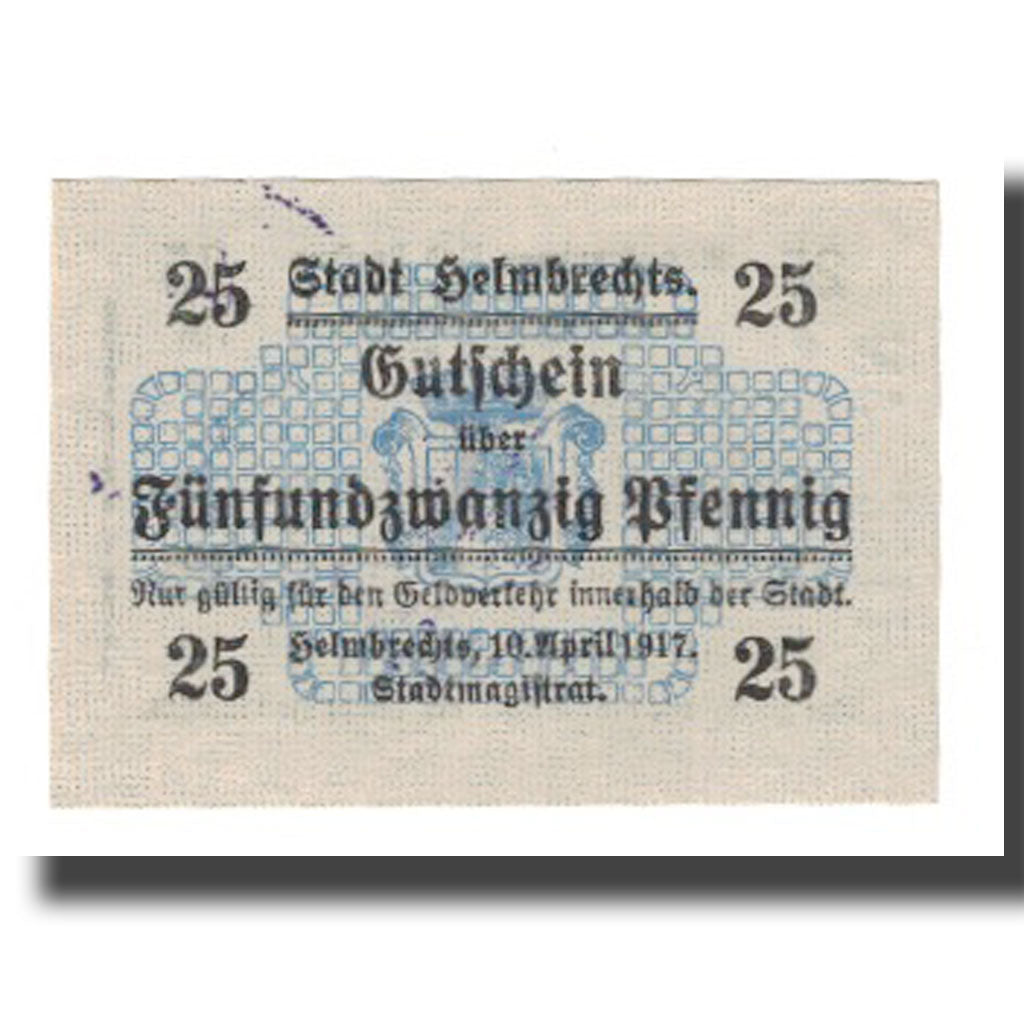 25 Stadt Helmbrechts. 25
Gutschein
über
Fünfundzwanzig Pfennig
Nur gültig für den Geldverkehr innerhalb der Stadt.
25 Helmbrechts, 10. April 1917. 25
Stadtmagistrat.